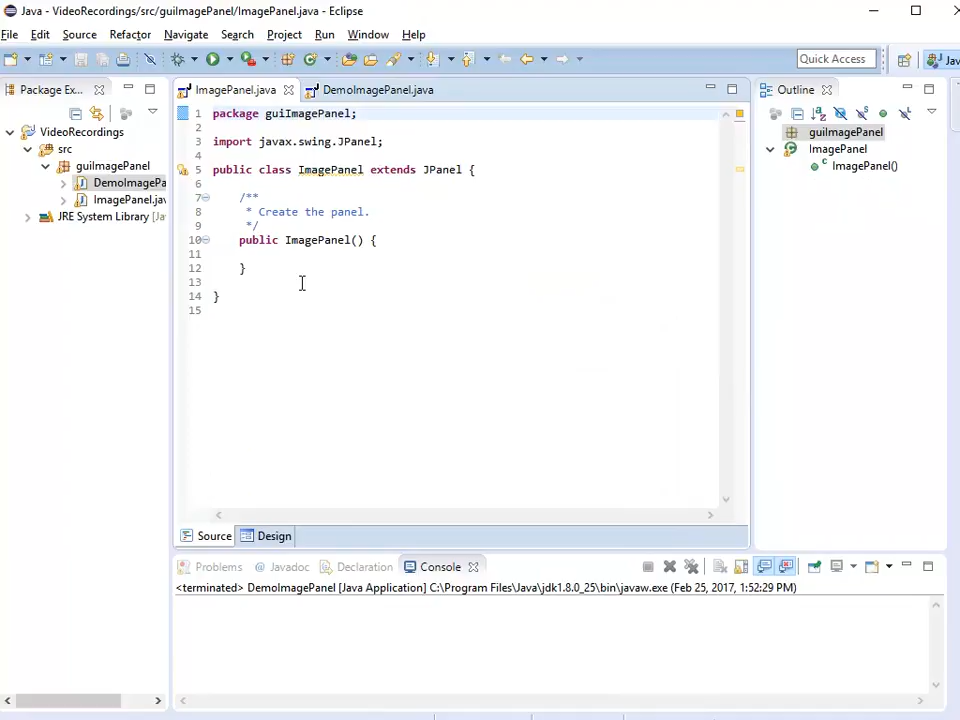 Java - VideoRecordings/src/guiImagePanel/ImagePanel.java - Eclipse
File Edit Source Refactor Navigate Search Project Run Window Help
Quick Access
Jav
Package Ex...
VideoRecordings
src
guiImagePanel
DemoImagePa
ImagePanel.jav
JRE System Library [Ja
ImagePanel.java
DemoImagePanel.java
1 package guiImagePanel;
2
3 import javax.swing.JPanel;
4
5 public class ImagePanel extends JPanel {
6
7 /**
8 * Create the panel.
9 */
10 public ImagePanel() {
11
12 }
13
14 }
15
Source Design
Outline
guiImagePanel
ImagePanel
ImagePanel()
Problems @ Javadoc Declaration Console
<terminated> DemoImagePanel [Java Application] C:\Program Files\Java\jdk1.8.0_25\bin\javaw.exe (Feb 25, 2017, 1:52:29 PM)